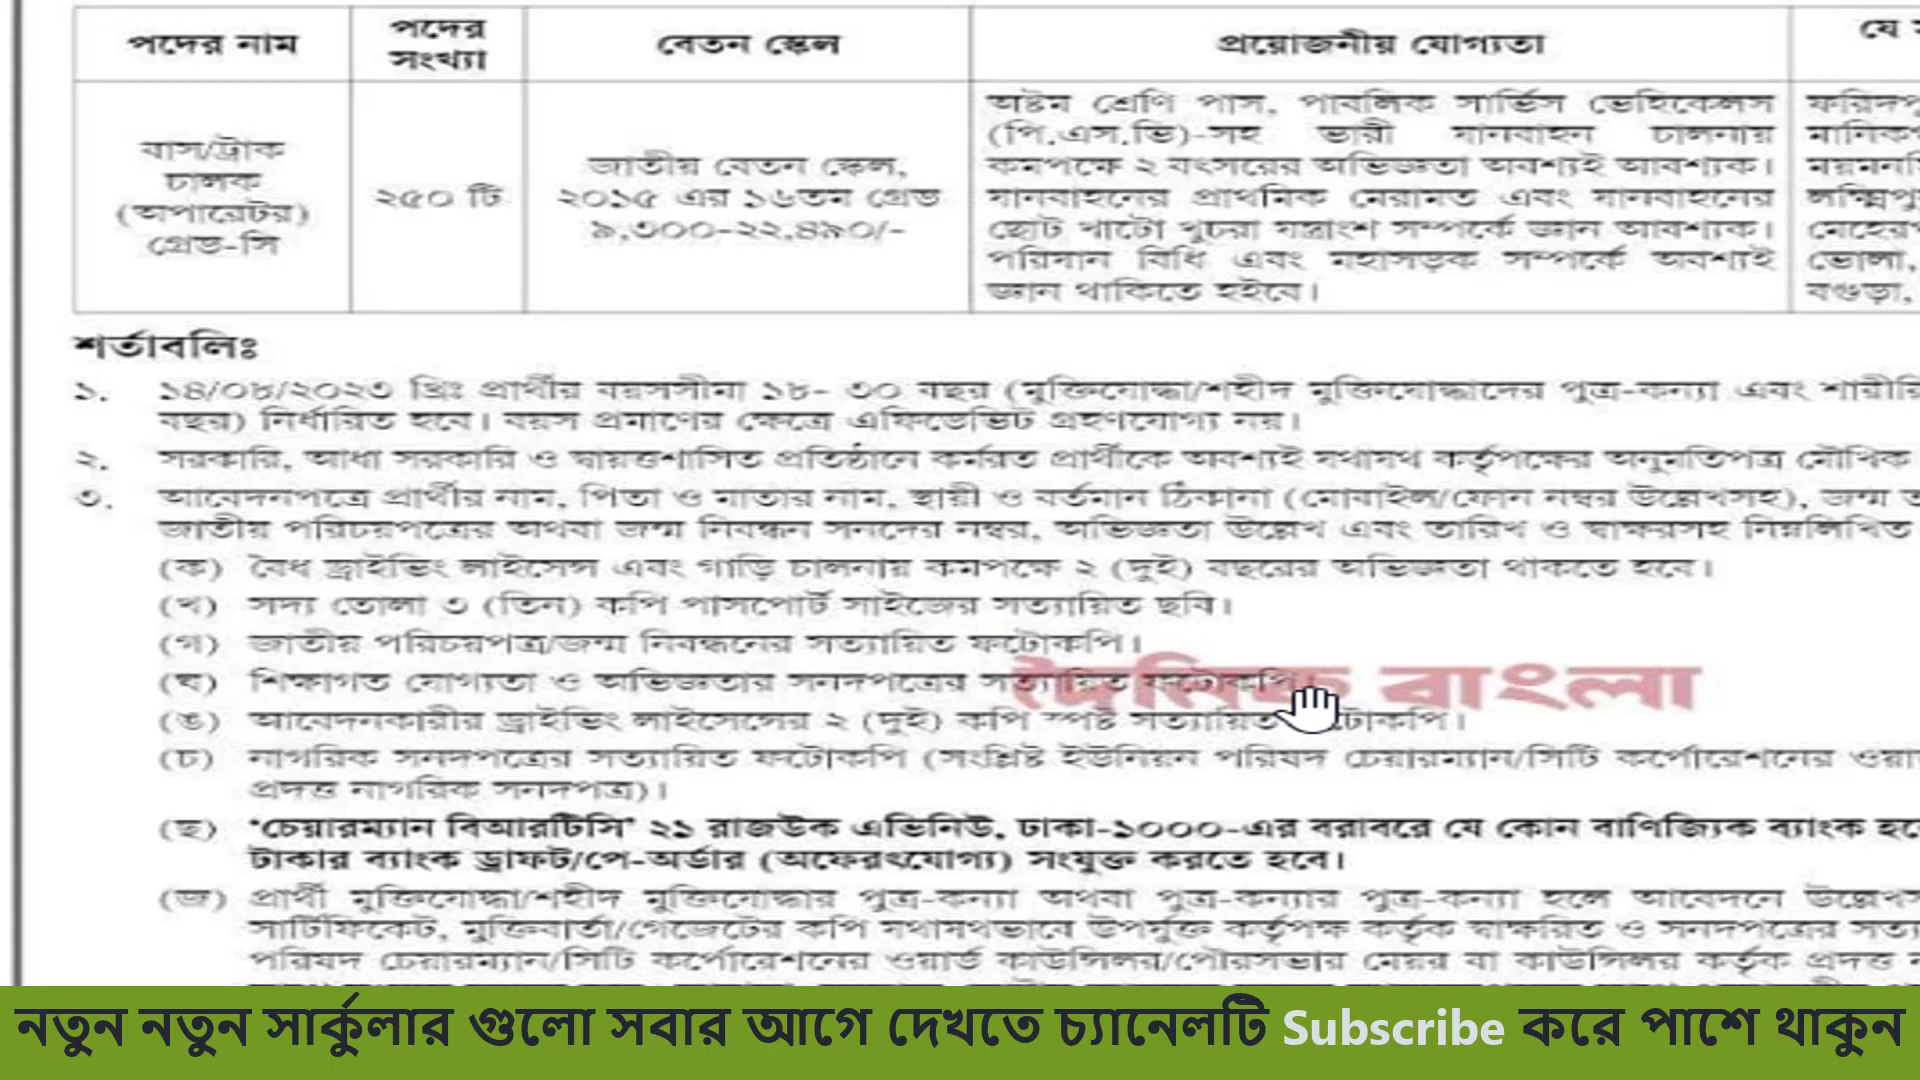 পদের নাম
পদের সংখ্যা
বেতন স্কেল
প্রয়োজনীয় যোগ্যতা
যে
বাস/ট্রাক
চালক
(অপারেটর)
গ্রেড-সি
২৫০ টি
জাতীয় বেতন স্কেল,
২০১৫ এর ১৬তম গ্রেড
৯,৩০০-২২,৪৯০/-
অষ্টম শ্রেণি পাস, পাবলিক সার্ভিস ভেহিকেলস
(পি.এস.ভি)-সহ ভারী যানবাহন চালনায়
কমপক্ষে ২ বৎসরের অভিজ্ঞতা অবশ্যই আবশ্যক।
যানবাহনের প্রাথমিক মেরামত এবং যানবাহনের
ছোট খাটো খুচরা যন্ত্রাংশ সম্পর্কে জ্ঞান আবশ্যক।
পরিযান বিধি এবং মহাসড়ক সম্পর্কে অবশ্যই
জ্ঞান থাকিতে হইবে।
ভোলা,
বগুড়া,
শর্তাবলিঃ
১. ১৪/০৮/২০২৩ খ্রিঃ প্রার্থীর বয়সসীমা ১৮- ৩০ বছর (মুক্তিযোদ্ধা/শহীদ মুক্তিযোদ্ধাদের পুত্র-কন্যা এবং
বছর) নির্ধারিত হবে। বয়স প্রমাণের ক্ষেত্রে এফিডেভিট গ্রহণযোগ্য নয়।
২. সরকারি, আধা সরকারি ও স্বায়ত্তশাসিত প্রতিষ্ঠানে কর্মরত প্রার্থীকে অবশ্যই যথাযথ কর্তৃপক্ষের অনুমতিপত্র মৌখিক
৩. আবেদনপত্রে প্রার্থীর নাম, পিতা ও মাতার নাম, স্থায়ী ও বর্তমান ঠিকানা (মোবাইল/ফোন নম্বর উল্লেখসহ), জন্ম
জাতীয় পরিচয়পত্রের অথবা জন্ম নিবন্ধন সনদের নম্বর, অভিজ্ঞতা উল্লেখ এবং তারিখ ও স্বাক্ষরসহ নিম্নলিখিত
(ক) বৈধ ড্রাইভিং লাইসেন্স এবং গাড়ি চালনায় কমপক্ষে ২ (দুই) বছরের অভিজ্ঞতা থাকতে হবে।
(খ) সদ্য তোলা ৩ (তিন) কপি পাসপোর্ট সাইজের সত্যায়িত ছবি।
(গ) জাতীয় পরিচয়পত্র/জন্ম নিবন্ধনের সত্যায়িত ফটোকপি।
(ঘ) শিক্ষাগত যোগ্যতা ও অভিজ্ঞতার সনদপত্রের সত্যায়িত ফটোকপি।
দৈনিক বাংলা
(ঙ) আবেদনকারীর ড্রাইভিং লাইসেন্সের ২ (দুই) কপি স্পষ্ট সত্যায়িত ফটোকপি।
(চ) নাগরিক সনদপত্রের সত্যায়িত ফটোকপি (সংশ্লিষ্ট ইউনিয়ন পরিষদ চেয়ারম্যান/সিটি কর্পোরেশনের
প্রদত্ত নাগরিক সনদপত্র)।
(ছ) ‘চেয়ারম্যান বিআরটিসি’ ২১ রাজউক এভিনিউ, ঢাকা-১০০০-এর বরাবরে যে কোন বাণিজ্যিক ব্যাংক
টাকার ব্যাংক ড্রাফট/পে-অর্ডার (অফেরৎযোগ্য) সংযুক্ত করতে হবে।
(জ) প্রার্থী মুক্তিযোদ্ধা/শহীদ মুক্তিযোদ্ধার পুত্র-কন্যা অথবা পুত্র-কন্যার পুত্র-কন্যা হলে আবেদনে
সার্টিফিকেট, মুক্তিবার্তা/গেজেটের কপি যথাযথভাবে উপর্যুক্ত কর্তৃপক্ষ কর্তৃক স্বাক্ষরিত ও সনদপত্রের
পরিষদ চেয়ারম্যান/সিটি কর্পোরেশনের ওয়ার্ড কাউন্সিলর/পৌরসভার মেয়র বা কাউন্সিলর কর্তৃক প্রদত্ত
নতুন নতুন সার্কুলার গুলো সবার আগে দেখতে চ্যানেলটি Subscribe করে পাশে থাকুন